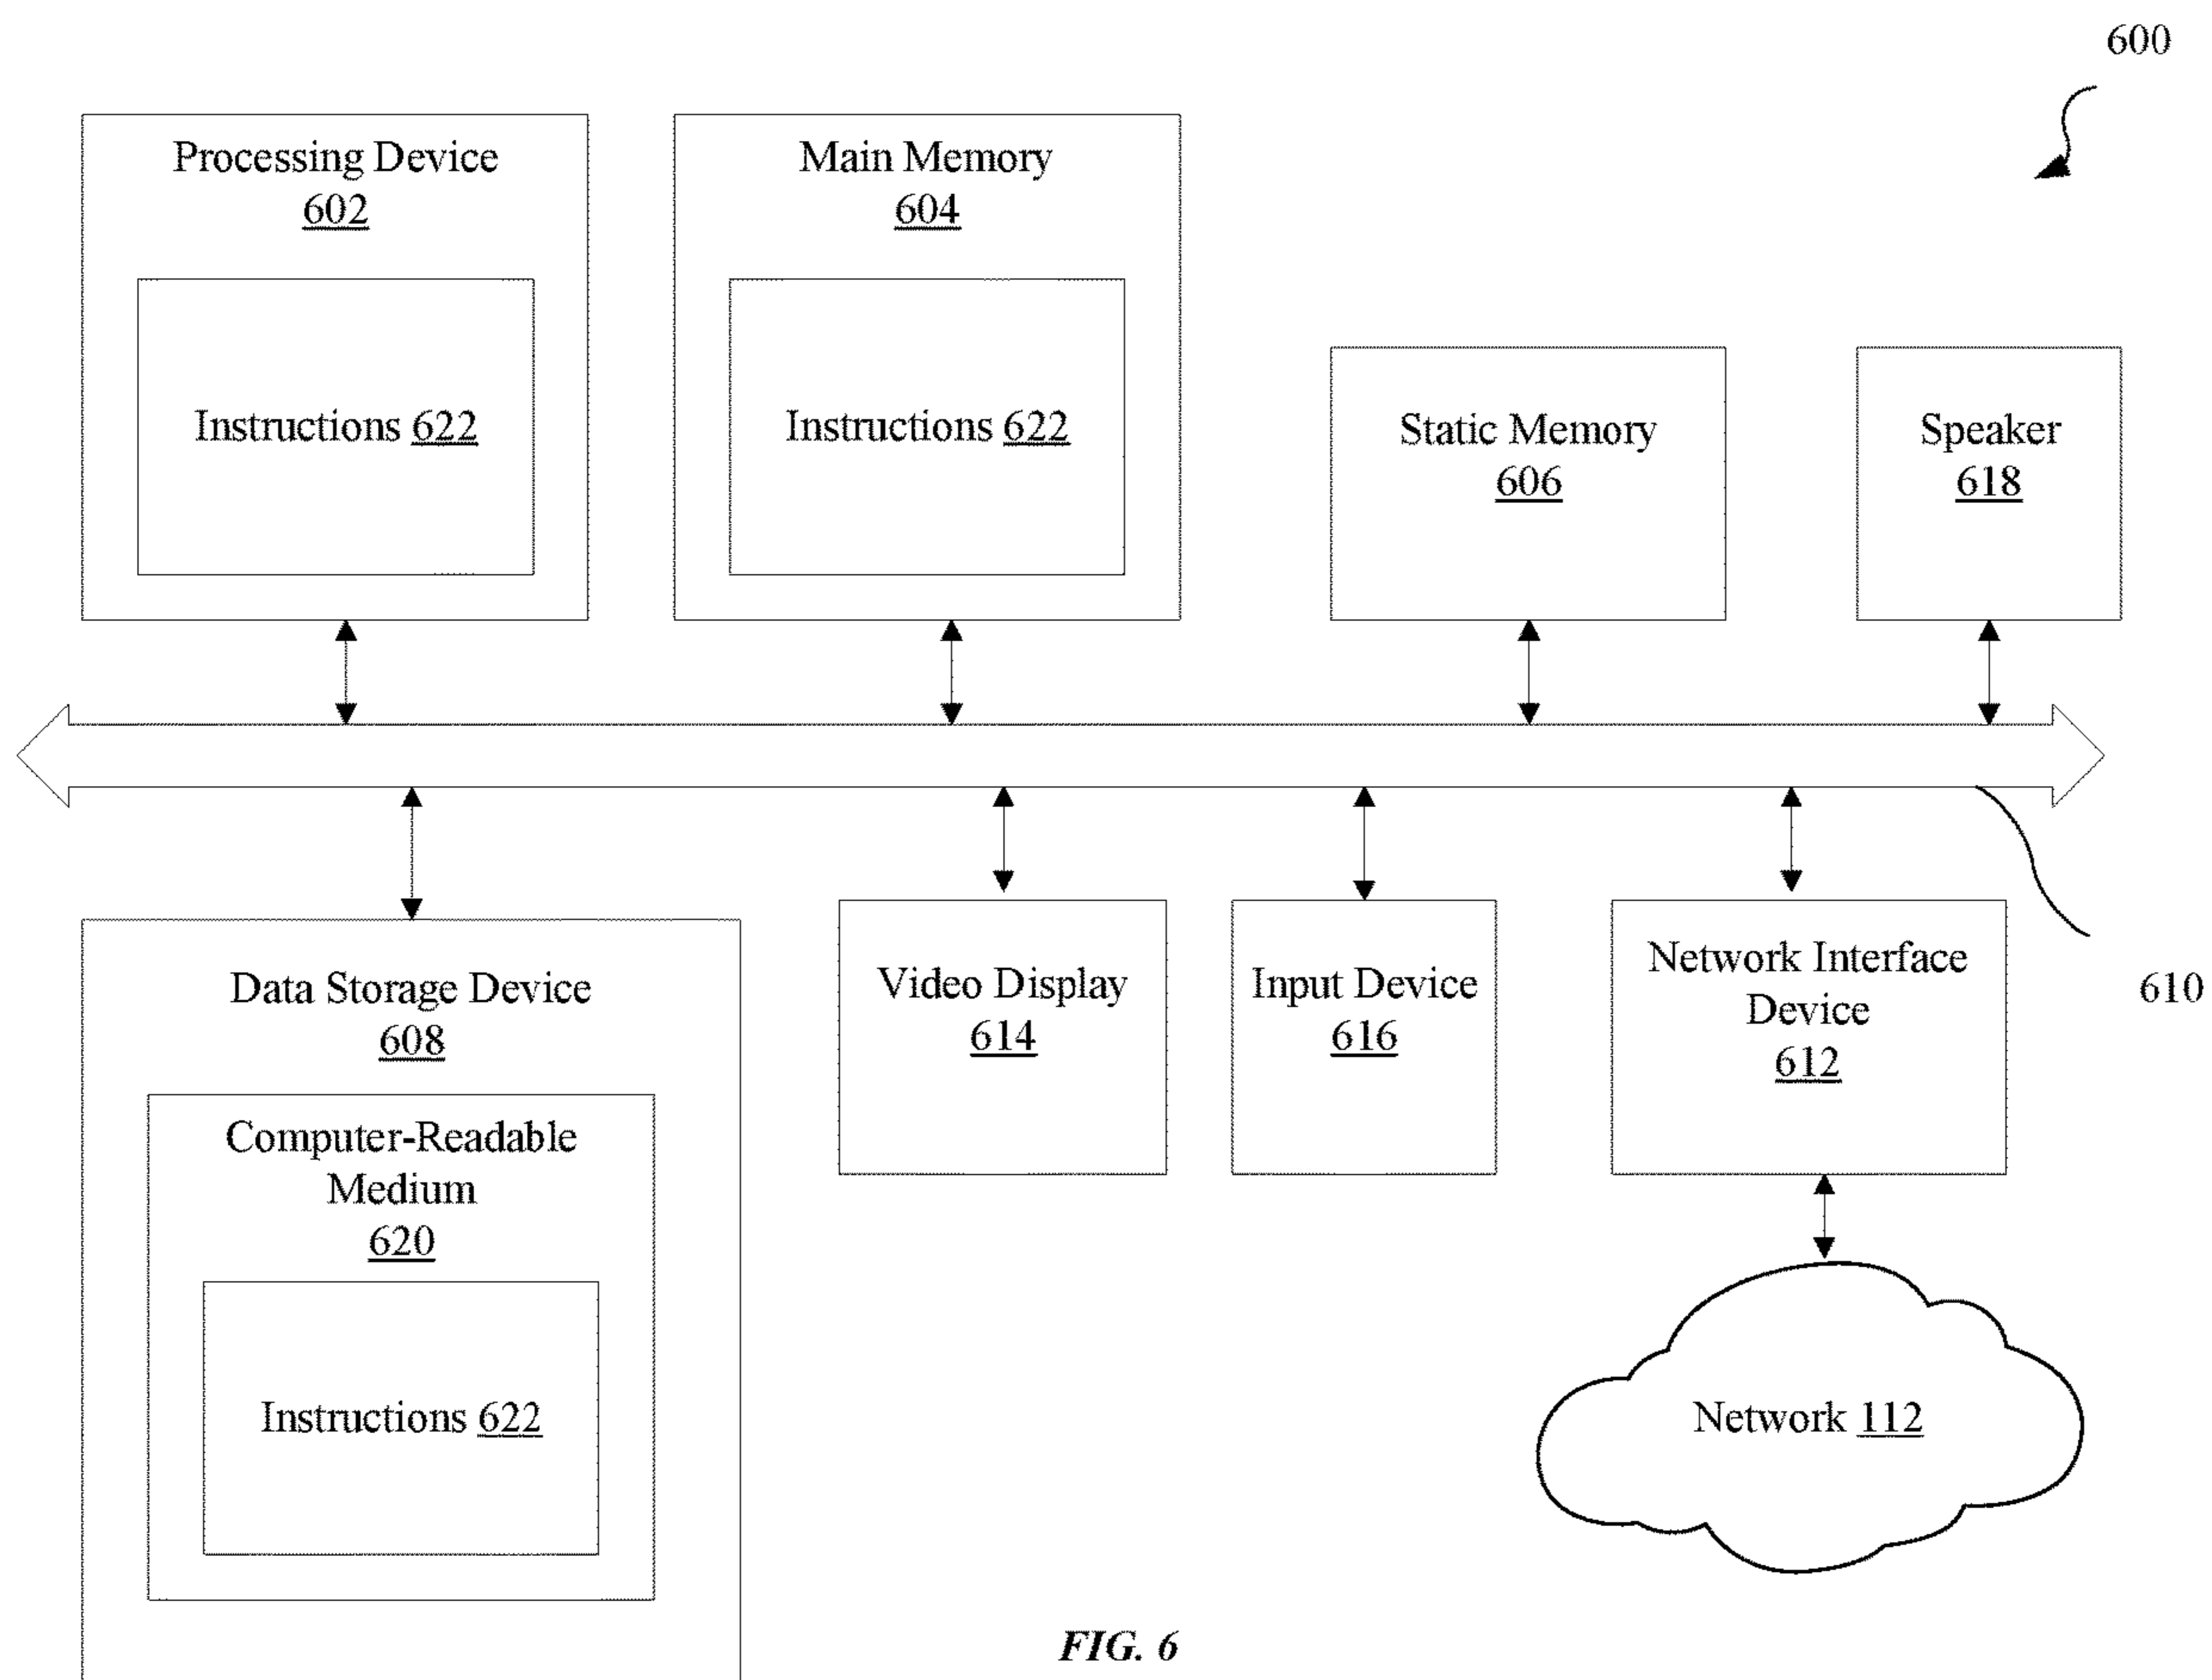 600
Processing Device
602
Instructions 622
Main Memory
604
Instructions 622
Static Memory
606
Speaker
618
Data Storage Device
608
Computer-Readable
Medium
620
Instructions 622
Video Display
614
Input Device
616
Network Interface
Device
612
610
Network 112
FIG. 6